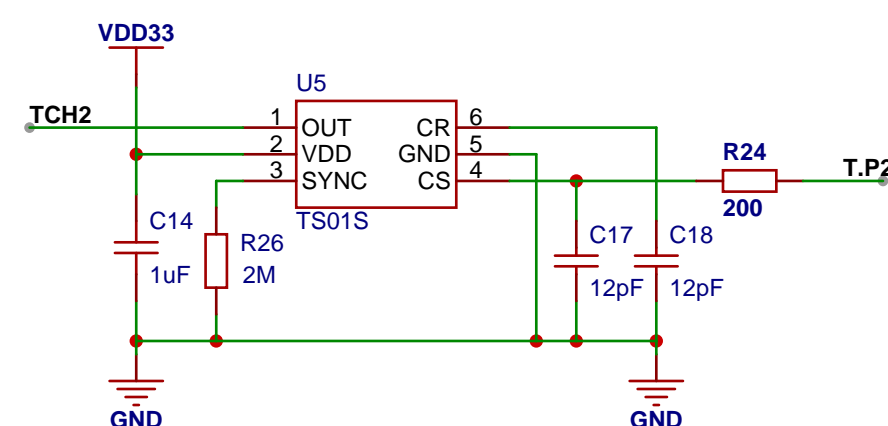 VDD33
U5
TCH2
1
OUT
CR
6
2
VDD
GND
5
3
SYNC
CS
4
R24
T.P2
200
TS01S
C14
1uF
R26
2M
C17
12pF
C18
12pF
GND
GND